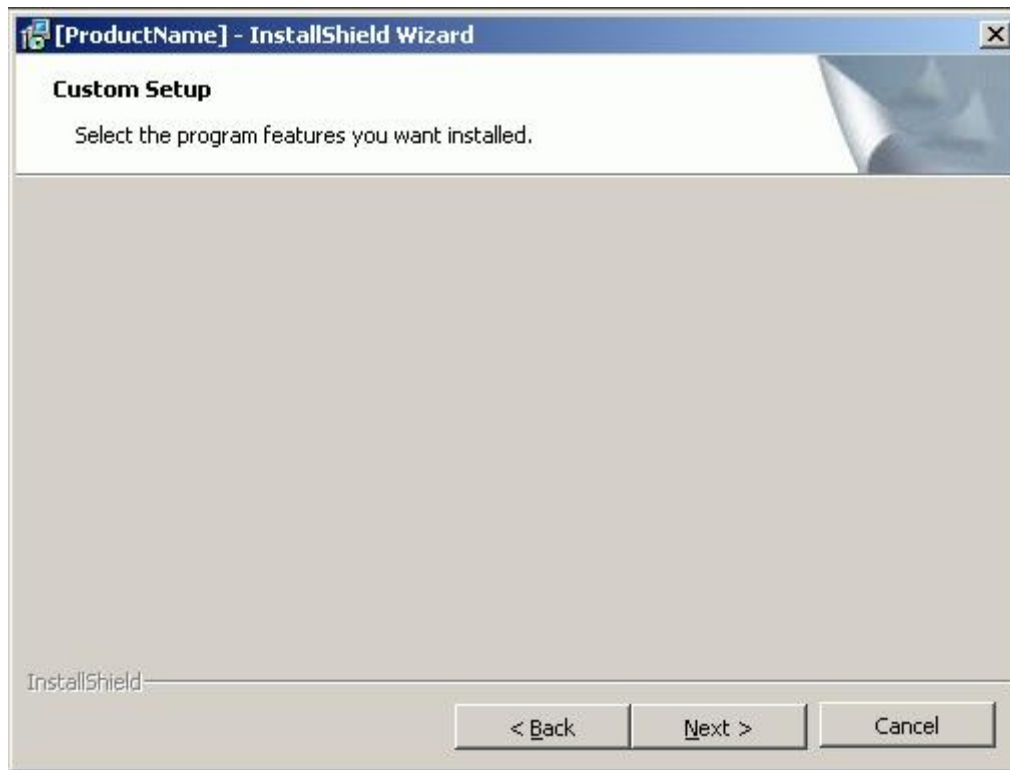 [ProductName] - InstallShield Wizard
Custom Setup
Select the program features you want installed.
InstallShield
< Back Next > Cancel